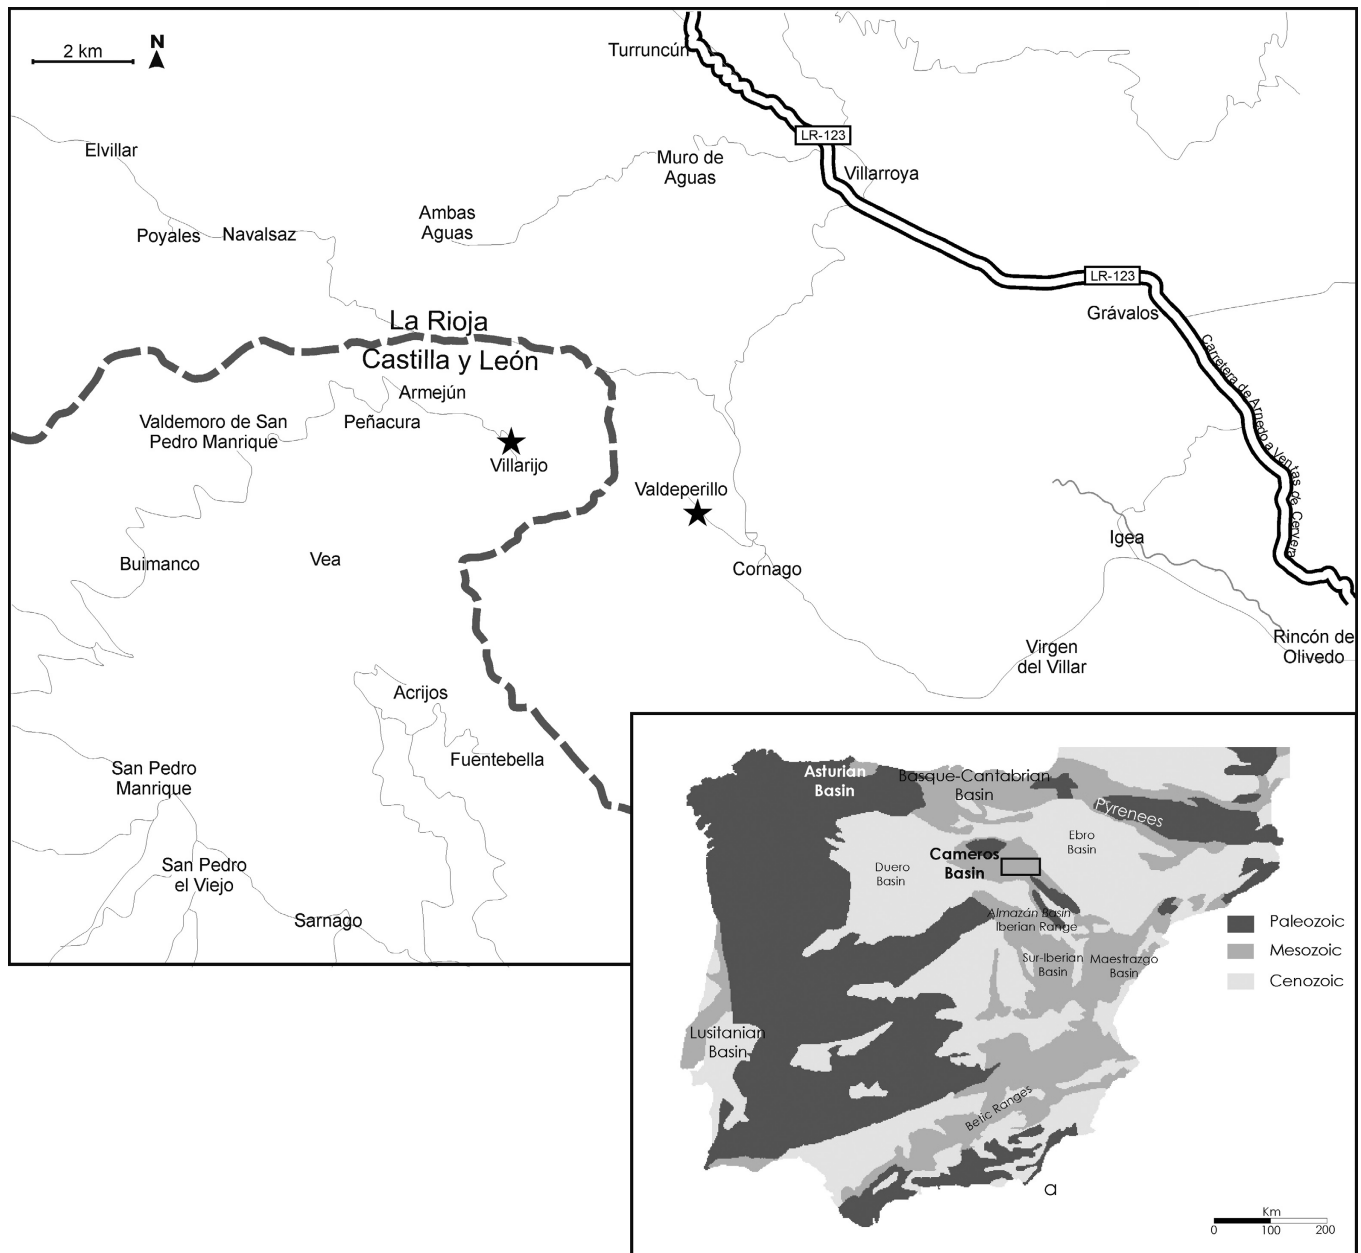 2 km
N
Turruncún
LR-123
Elvillar
Muro de
Aguas
Villarroya
Ambas
Aguas
Poyales
Navalsaz
LR-123
Grávalos
La Rioja
Castilla y León
Carretera de Arnedo a Ventas de Cervera
Armejún
Peñacura
Valdemoro de San
Pedro Manrique
Villarijo
Valdeperillo
Igea
Buimanco
Vea
Cornago
Rincón de
Olivedo
Virgen
del Villar
Acrijos
Fuentebella
San Pedro
Manrique
San Pedro
el Viejo
Sarnago
Asturian
Basin
Basque-Cantabrian
Basin
Pyrenees
Ebro
Basin
Cameros
Basin
Duero
Basin
Almazán Basin
Iberian Range
Sur-Iberian
Basin
Maestrazgo
Basin
Paleozoic
Mesozoic
Cenozoic
Lusitanian
Basin
Betic Ranges
a
Km
0 100 200